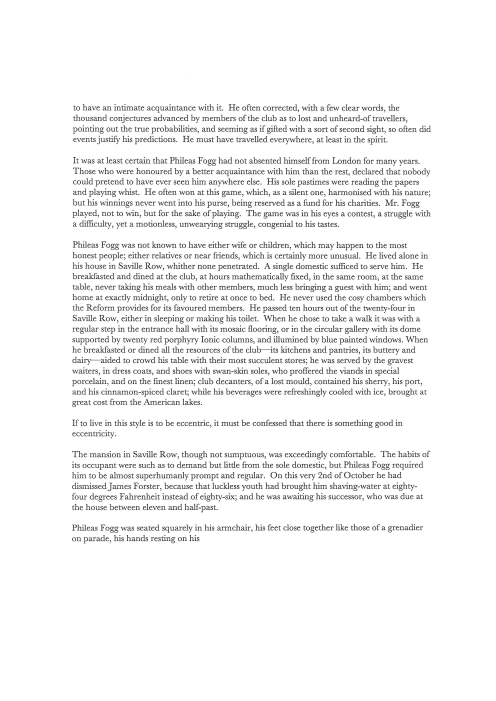 to have an intimate acquaintance with it. He often corrected, with a few clear words, the
thousand conjectures advanced by members of the club as to lost and unheard-of travellers,
pointing out the true probabilities, and seeming as if gifted with a sort of second sight, so often did
events justify his predictions. He must have travelled everywhere, at least in the spirit.
It was at least certain that Phileas Fogg had not absented himself from London for many years.
Those who were honoured by a better acquaintance with him than the rest, declared that nobody
could pretend to have ever seen him anywhere else. His sole pastimes were reading the papers
and playing whist. He often won at this game, which, as a silent one, harmonised with his nature;
but his winnings never went into his purse, being reserved as a fund for his charities. Mr. Fogg
played, not to win, but for the sake of playing. The game was in his eyes a contest, a struggle with
a difficulty, yet a motionless, unwearying struggle, congenial to his tastes.
Phileas Fogg was not known to have either wife or children, which may happen to the most
honest people; either relatives or near friends, which is certainly more unusual. He lived alone in
his house in Saville Row, whither none penetrated. A single domestic sufficed to serve him. He
breakfasted and dined at the club, at hours mathematically fixed, in the same room, at the same
table, never taking his meals with other members, much less bringing a guest with him; and went
home at exactly midnight, only to retire at once to bed. He never used the cosy chambers which
the Reform provides for its favoured members. He passed ten hours out of the twenty-four in
Saville Row, either in sleeping or making his toilet. When he chose to take a walk it was with a
regular step in the entrance hall with its mosaic flooring, or in the circular gallery with its dome
supported by twenty red porphyry Ionic columns, and illumined by blue painted windows. When
he breakfasted or dined all the resources of the club—its kitchens and pantries, its buttery and
dairy—aided to crowd his table with their most succulent stores; he was served by the gravest
waiters, in dress coats, and shoes with swan-skin soles, who proffered the viands in special
porcelain, and on the finest linen; club decanters, of a lost mould, contained his sherry, his port,
and his cinnamon-spiced claret; while his beverages were refreshingly cooled with ice, brought at
great cost from the American lakes.
If to live in this style is to be eccentric, it must be confessed that there is something good in
eccentricity.
The mansion in Saville Row, though not sumptuous, was exceedingly comfortable. The habits of
its occupant were such as to demand but little from the sole domestic, but Phileas Fogg required
him to be almost superhumanly prompt and regular. On this very 2nd of October he had
dismissed James Forster, because that luckless youth had brought him shaving-water at eighty-
four degrees Fahrenheit instead of eighty-six; and he was awaiting his successor, who was due at
the house between eleven and half-past.
Phileas Fogg was seated squarely in his armchair, his feet close together like those of a grenadier
on parade, his hands resting on his